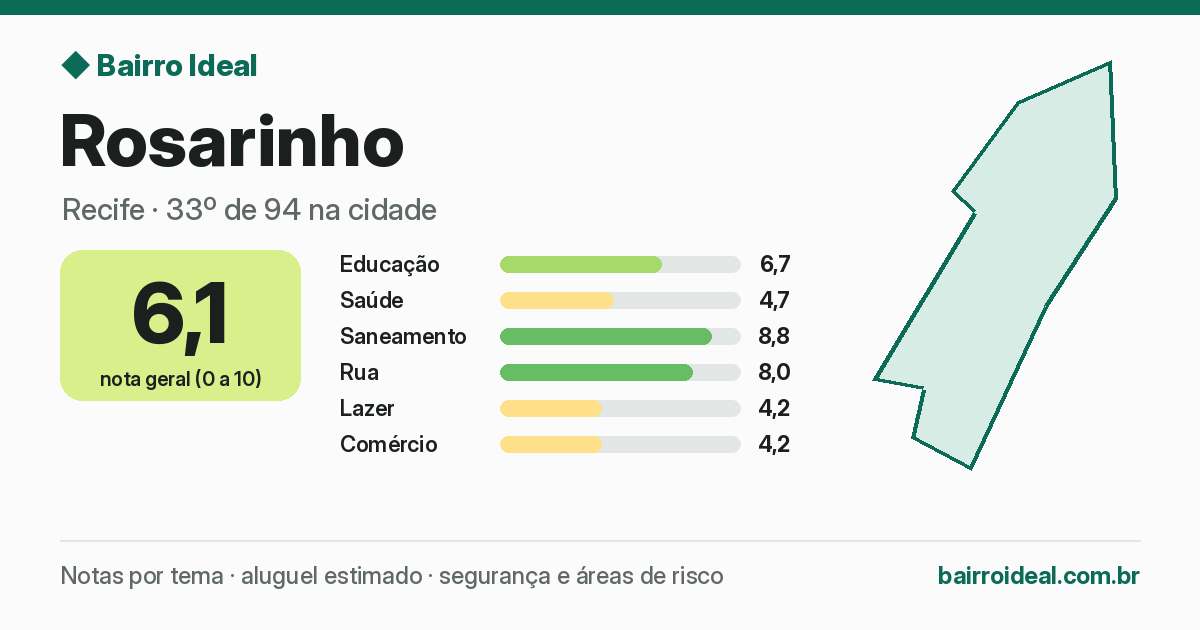 Bairro Ideal
Rosarinho
Recife · 33º de 94 na cidade
6,1
nota geral (0 a 10)
Educação 6,7
Saúde 4,7
Saneamento 8,8
Rua 8,0
Lazer 4,2
Comércio 4,2
Notas por tema · aluguel estimado · segurança e áreas de risco
bairroideal.com.br